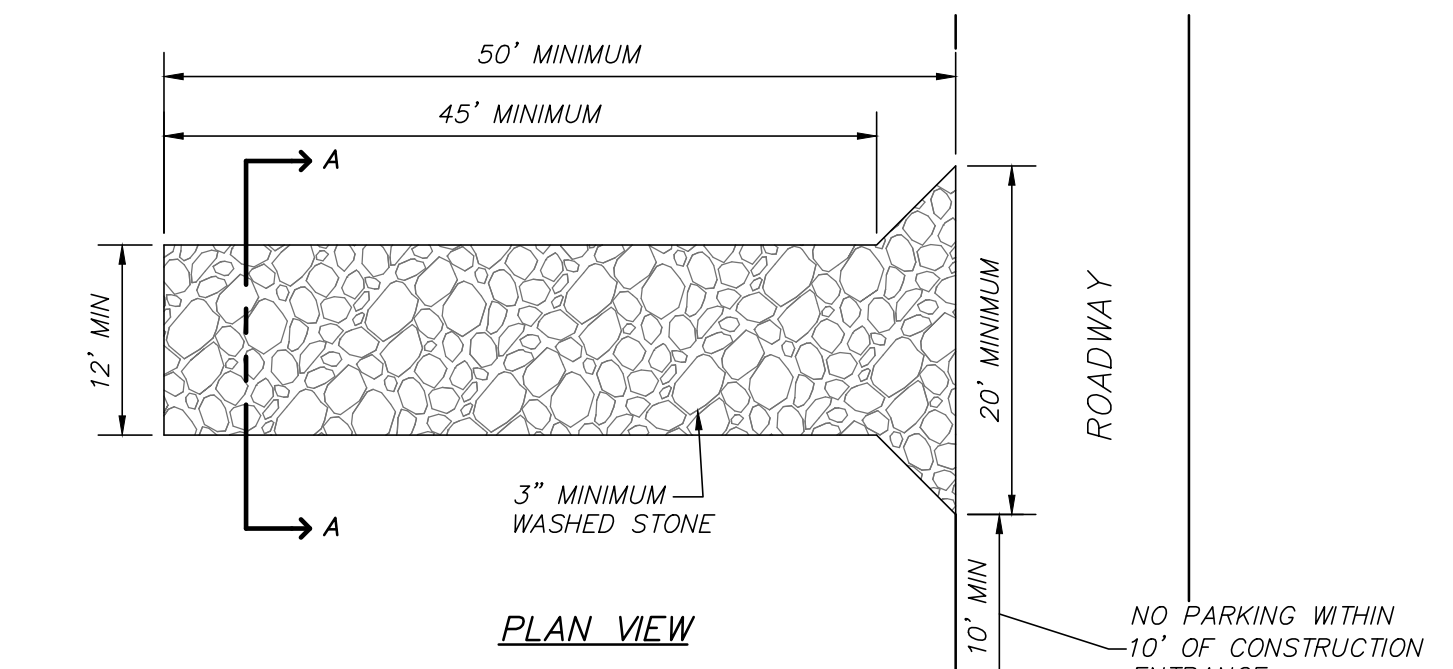 50' MINIMUM
45' MINIMUM
A
12' MIN
20' MINIMUM
ROADWAY
3" MINIMUM
WASHED STONE
A
10' MIN
PLAN VIEW
NO PARKING WITHIN
10' OF CONSTRUCTION